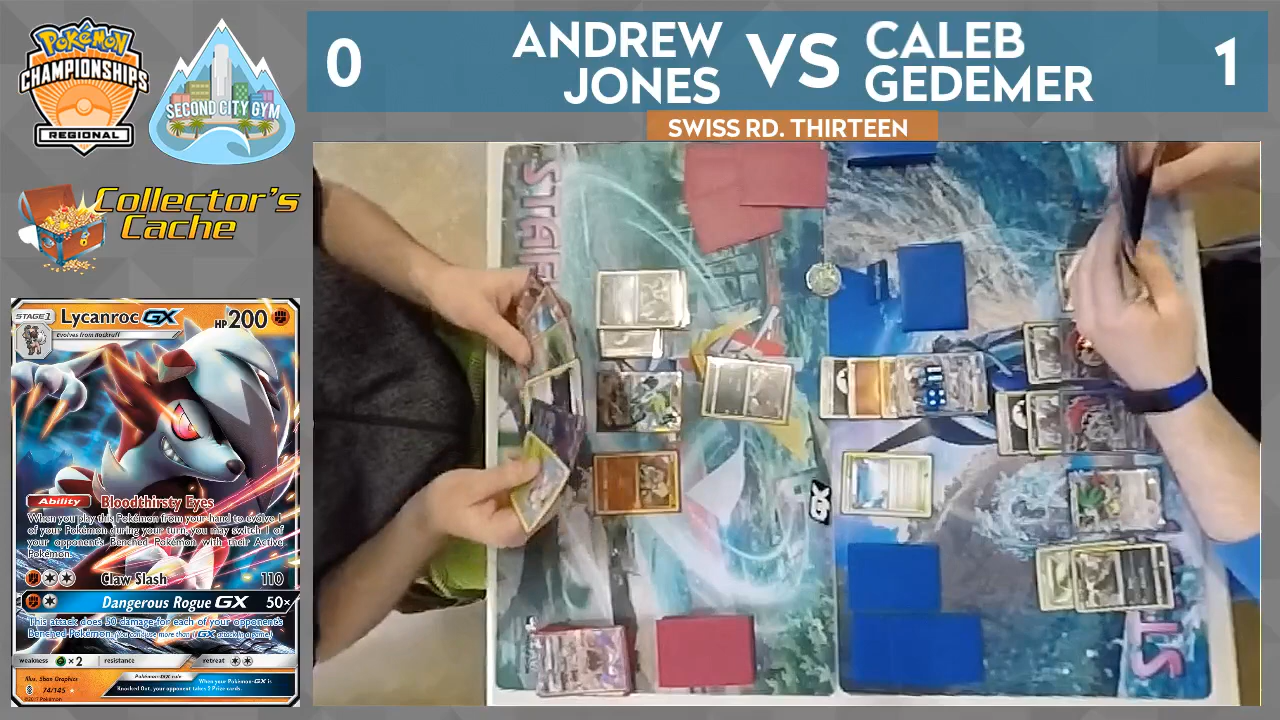 Pokémon
CHAMPIONSHIPS
REGIONAL
SECOND CITY GYM
0
ANDREW
JONES
VS
CALEB
GEDEMER
1
SWISS RD. THIRTEEN
Collector's
Cache
STAGE 1
Lycanroc GX
HP 200
Evolves from Rockruff
Ability Bloodthirsty Eyes
When you play this Pokémon from your hand to evolve 1
of your Pokémon during your turn, you may switch 1 of
your opponent's Benched Pokémon with their Active
Pokémon.
Claw Slash 110
Dangerous Rogue GX 50×
This attack does 50 damage for each of your opponent's
Benched Pokémon. (You can't use more than 1 GX attack in a game.)
weakness ×2 resistance retreat
Pokémon-GX rule
When your Pokémon-GX is
Knocked Out, your opponent takes 2 Prize cards.
74/145
GX